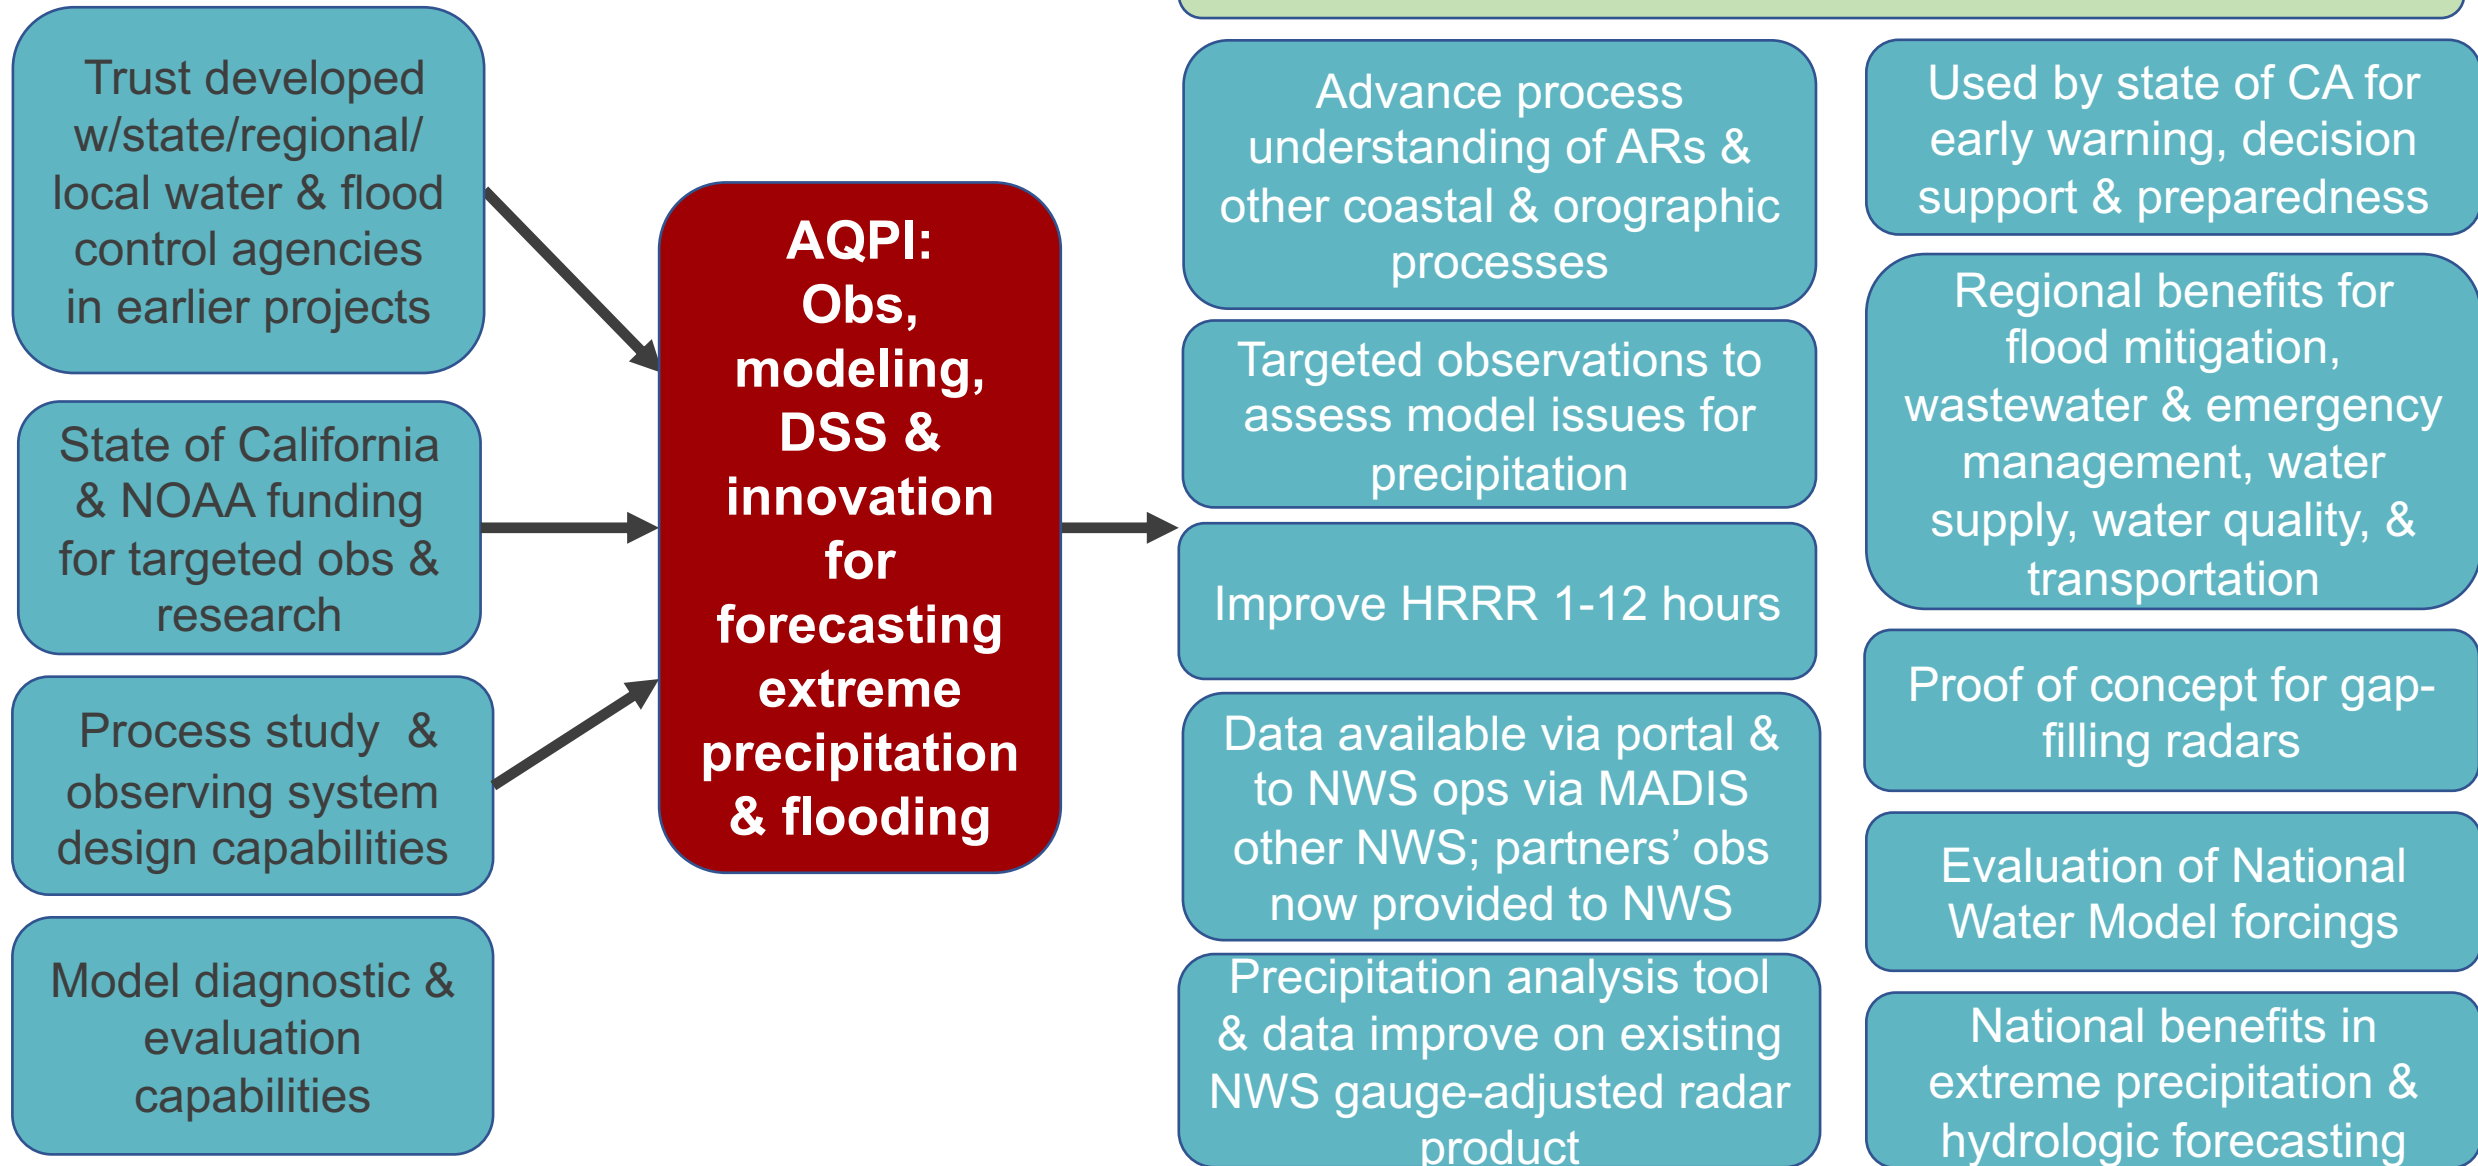 Trust developed
w/state/regional/
local water & flood
control agencies
in earlier projects
State of California
& NOAA funding
for targeted obs &
research
Process study &
observing system
design capabilities
Model diagnostic &
evaluation
capabilities
AQPI:
Obs,
modeling,
DSS &
innovation
for
forecasting
extreme
precipitation
& flooding
Advance process
understanding of ARs &
other coastal & orographic
processes
Targeted observations to
assess model issues for
precipitation
Improve HRRR 1-12 hours
Data available via portal &
to NWS ops via MADIS
other NWS; partners’ obs
now provided to NWS
Precipitation analysis tool
& data improve on existing
NWS gauge-adjusted radar
product
Used by state of CA for
early warning, decision
support & preparedness
Regional benefits for
flood mitigation,
wastewater & emergency
management, water
supply, water quality, &
transportation
Proof of concept for gap-
filling radars
Evaluation of National
Water Model forcings
National benefits in
extreme precipitation &
hydrologic forecasting